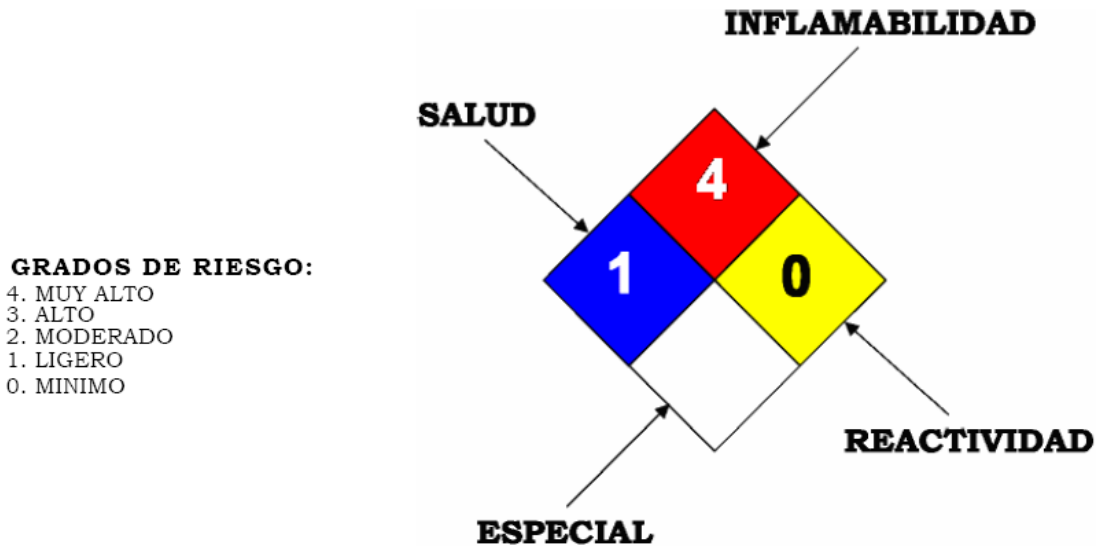 INFLAMABILIDAD
SALUD
4
1
0
GRADOS DE RIESGO:
4. MUY ALTO
3. ALTO
2. MODERADO
1. LIGERO
0. MINIMO
REACTIVIDAD
ESPECIAL